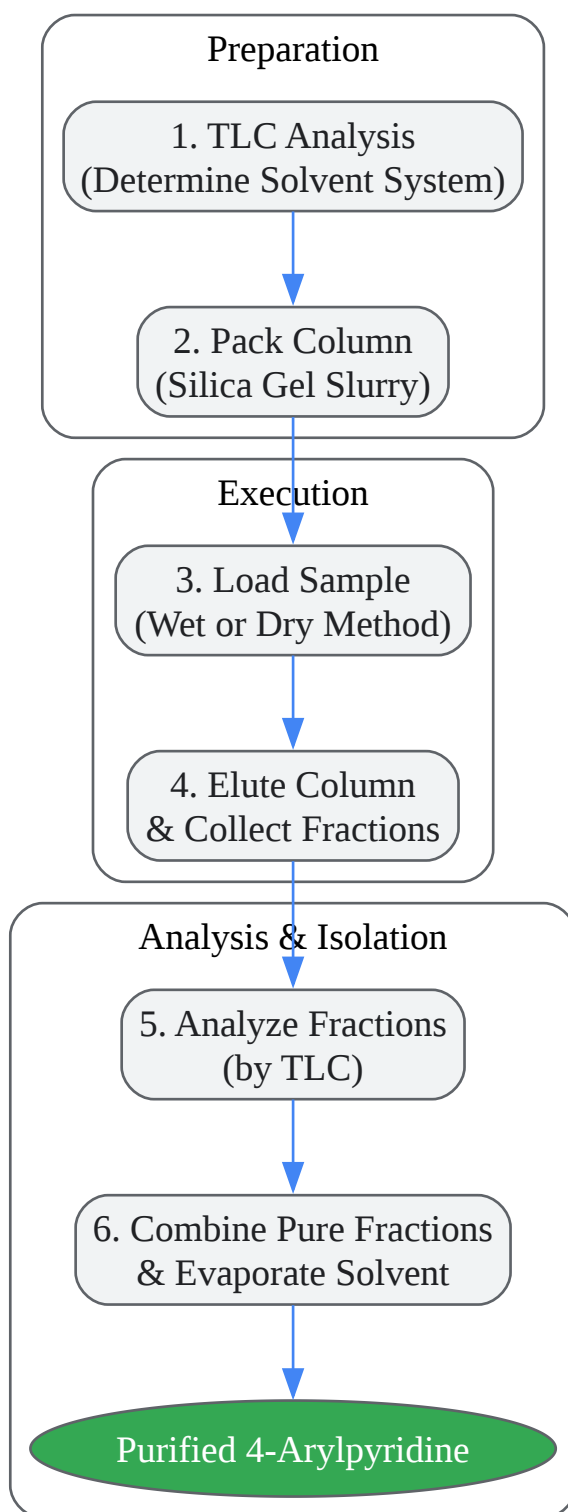 Preparation
1. TLC Analysis
(Determine Solvent System)
2. Pack Column
(Silica Gel Slurry)
Execution
3. Load Sample
(Wet or Dry Method)
4. Elute Column
& Collect Fractions
Analysis & Isolation
5. Analyze Fractions
(by TLC)
6. Combine Pure Fractions
& Evaporate Solvent
Purified 4-Arylpyridine